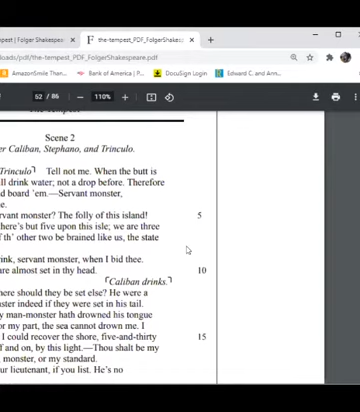 npest | Folger Shakespeare
the-tempest_PDF_FolgerShakes
loads/pdf/the-tempest_PDF_FolgerShakespeare.pdf
AmazonSmile Than...
Bank of America | P...
DocuSign Login
Edward C. and Ann...
52 / 86
110%
Scene 2
er Caliban, Stephano, and Trinculo.
Trinculo Tell not me. When the butt is
ll drink water; not a drop before. Therefore
d board 'em.—Servant monster,
e.
ervant monster? The folly of this island!
5
here's but five upon this isle; we are three
f th' other two be brained like us, the state
rink, servant monster, when I bid thee.
are almost set in thy head.
10
Caliban drinks.
here should they be set else? He were a
nster indeed if they were set in his tail.
y man-monster hath drowned his tongue
or my part, the sea cannot drown me. I
I could recover the shore, five-and-thirty
15
ff and on, by this light.—Thou shalt be my
monster, or my standard.
ur lieutenant, if you list. He's no